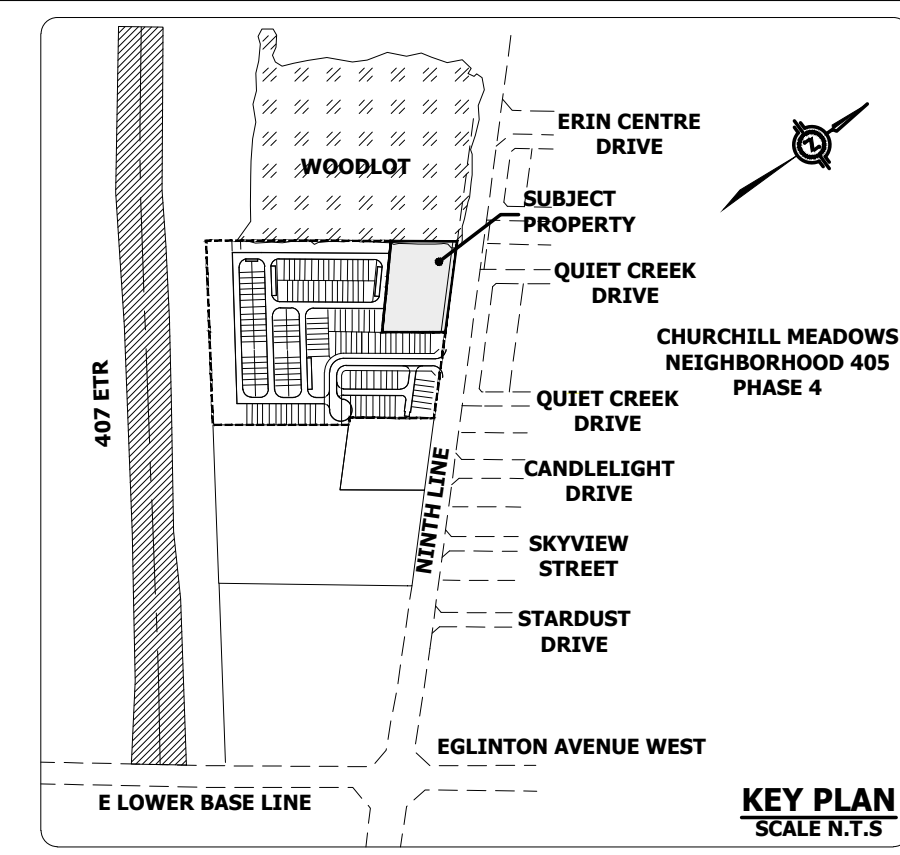 ERIN CENTRE
DRIVE
WOODLOT
SUBJECT
PROPERTY
N
QUIET CREEK
DRIVE
CHURCHILL MEADOWS
NEIGHBORHOOD 405
PHASE 4
407 ETR
QUIET CREEK
DRIVE
NINTH LINE
CANDLELIGHT
DRIVE
SKYVIEW
STREET
STARDUST
DRIVE
EGLINTON AVENUE WEST
E LOWER BASE LINE
KEY PLAN
SCALE N.T.S